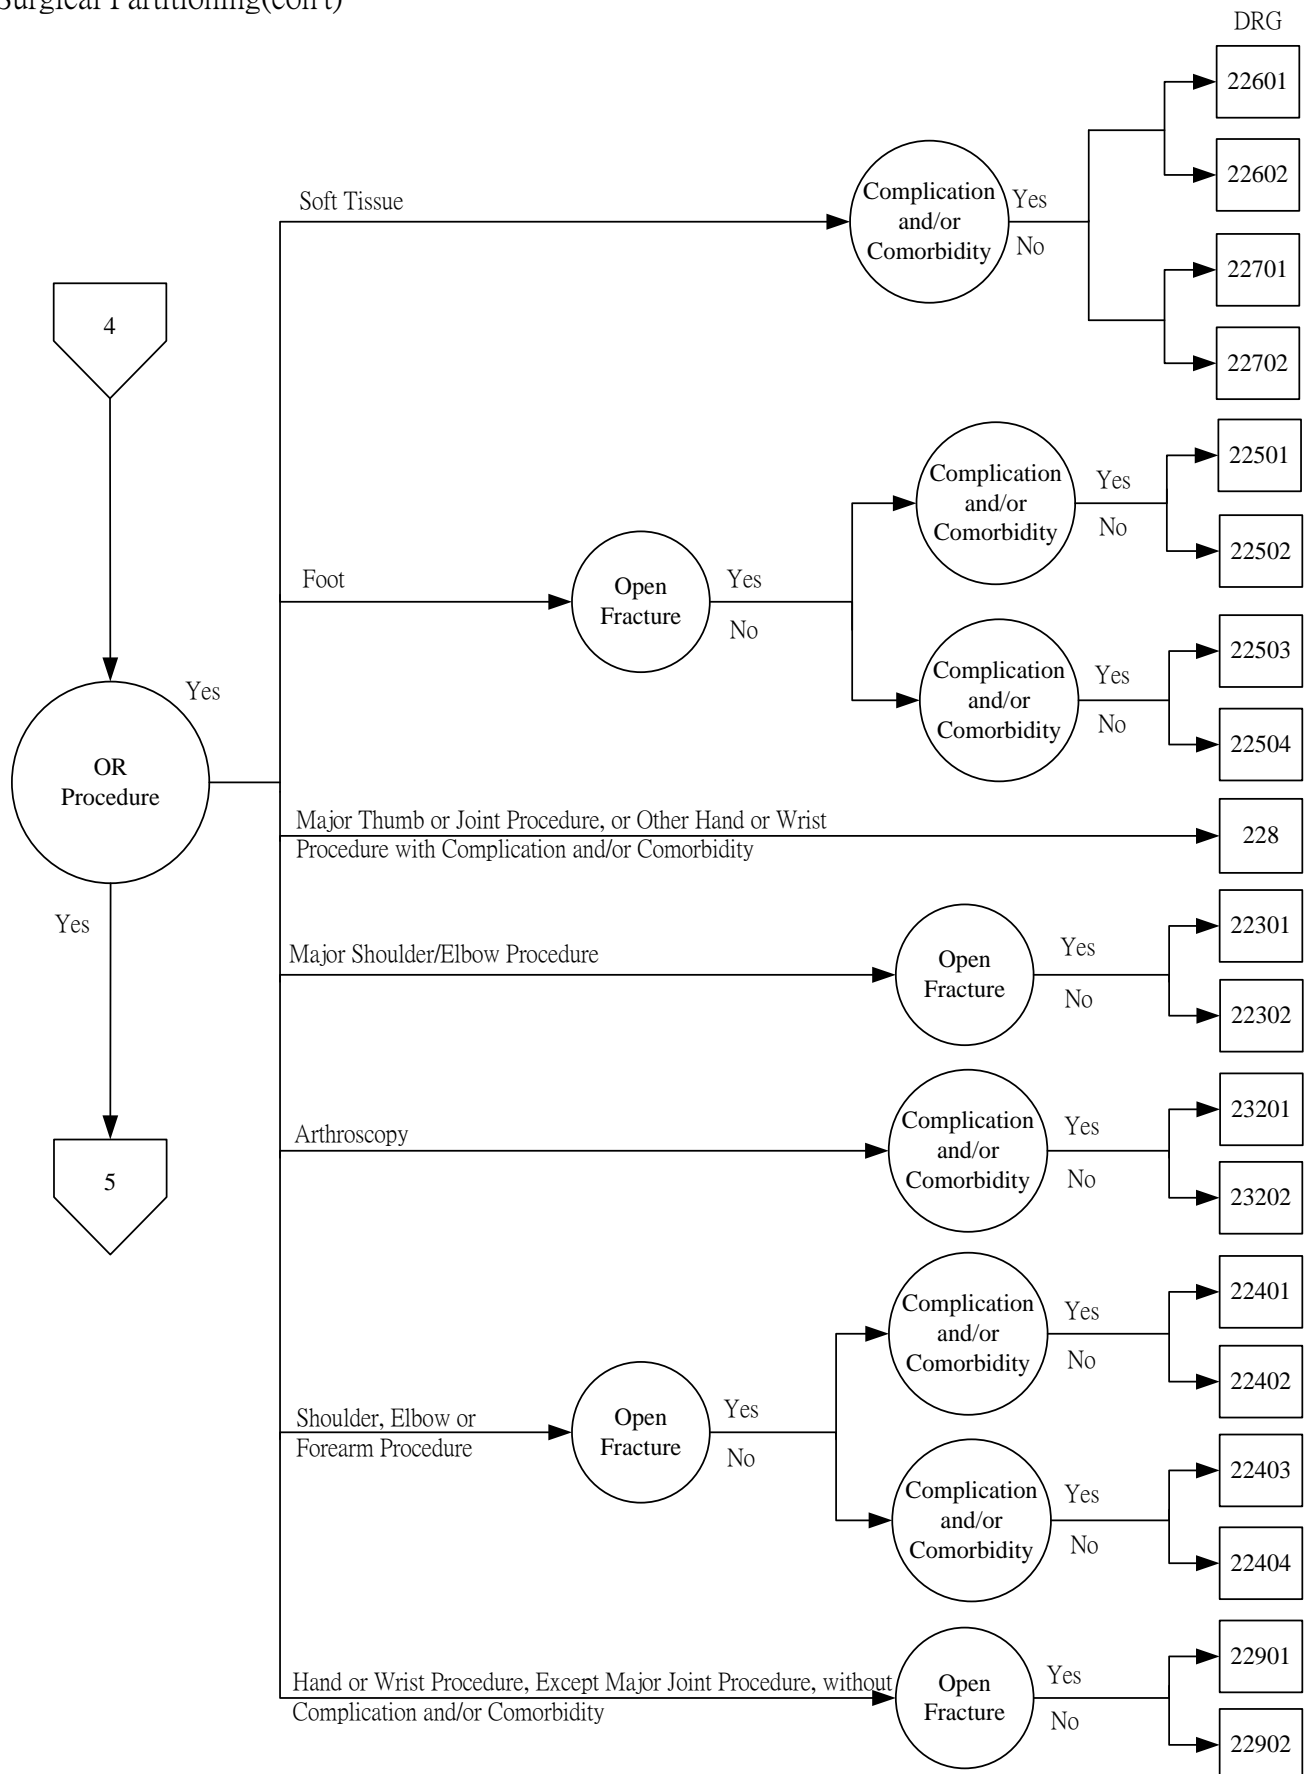 Surgical Partitioning(con't)
DRG
22601
22602
22701
22702
Soft Tissue
Complication
and/or
Comorbidity
Yes
No
4
22501
22502
22503
22504
Foot
Open
Fracture
Yes
No
Complication
and/or
Comorbidity
Yes
No
Complication
and/or
Comorbidity
Yes
No
OR
Procedure
Yes
Yes
5
Major Thumb or Joint Procedure, or Other Hand or Wrist
Procedure with Complication and/or Comorbidity
228
Major Shoulder/Elbow Procedure
Open
Fracture
Yes
No
22301
22302
Arthroscopy
Complication
and/or
Comorbidity
Yes
No
23201
23202
Shoulder, Elbow or
Forearm Procedure
Open
Fracture
Yes
No
Complication
and/or
Comorbidity
Yes
No
22401
22402
Complication
and/or
Comorbidity
Yes
No
22403
22404
Hand or Wrist Procedure, Except Major Joint Procedure, without
Complication and/or Comorbidity
Open
Fracture
Yes
No
22901
22902